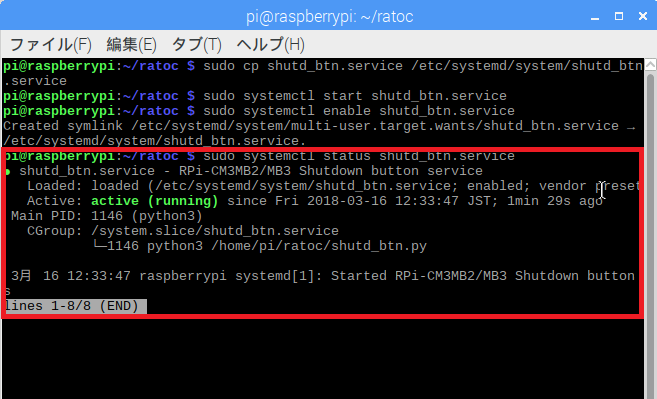 pi@raspberrypi: ~/ratoc
ファイル(F) 編集(E) タブ(T) ヘルプ(H)
pi@raspberrypi:~/ratoc $ sudo cp shutd_btn.service /etc/systemd/system/shutd_btn
.service
pi@raspberrypi:~/ratoc $ sudo systemctl start shutd_btn.service
pi@raspberrypi:~/ratoc $ sudo systemctl enable shutd_btn.service
Created symlink /etc/systemd/system/multi-user.target.wants/shutd_btn.service →
/etc/systemd/system/shutd_btn.service.
pi@raspberrypi:~/ratoc $ sudo systemctl status shutd_btn.service
● shutd_btn.service - RPi-CM3MB2/MB3 Shutdown button service
Loaded: loaded (/etc/systemd/system/shutd_btn.service; enabled; vendor preset
Active: active (running) since Fri 2018-03-16 12:33:47 JST; 1min 29s ago
Main PID: 1146 (python3)
CGroup: /system.slice/shutd_btn.service
└─1146 python3 /home/pi/ratoc/shutd_btn.py
3月 16 12:33:47 raspberrypi systemd[1]: Started RPi-CM3MB2/MB3 Shutdown button
s
lines 1-8/8 (END)